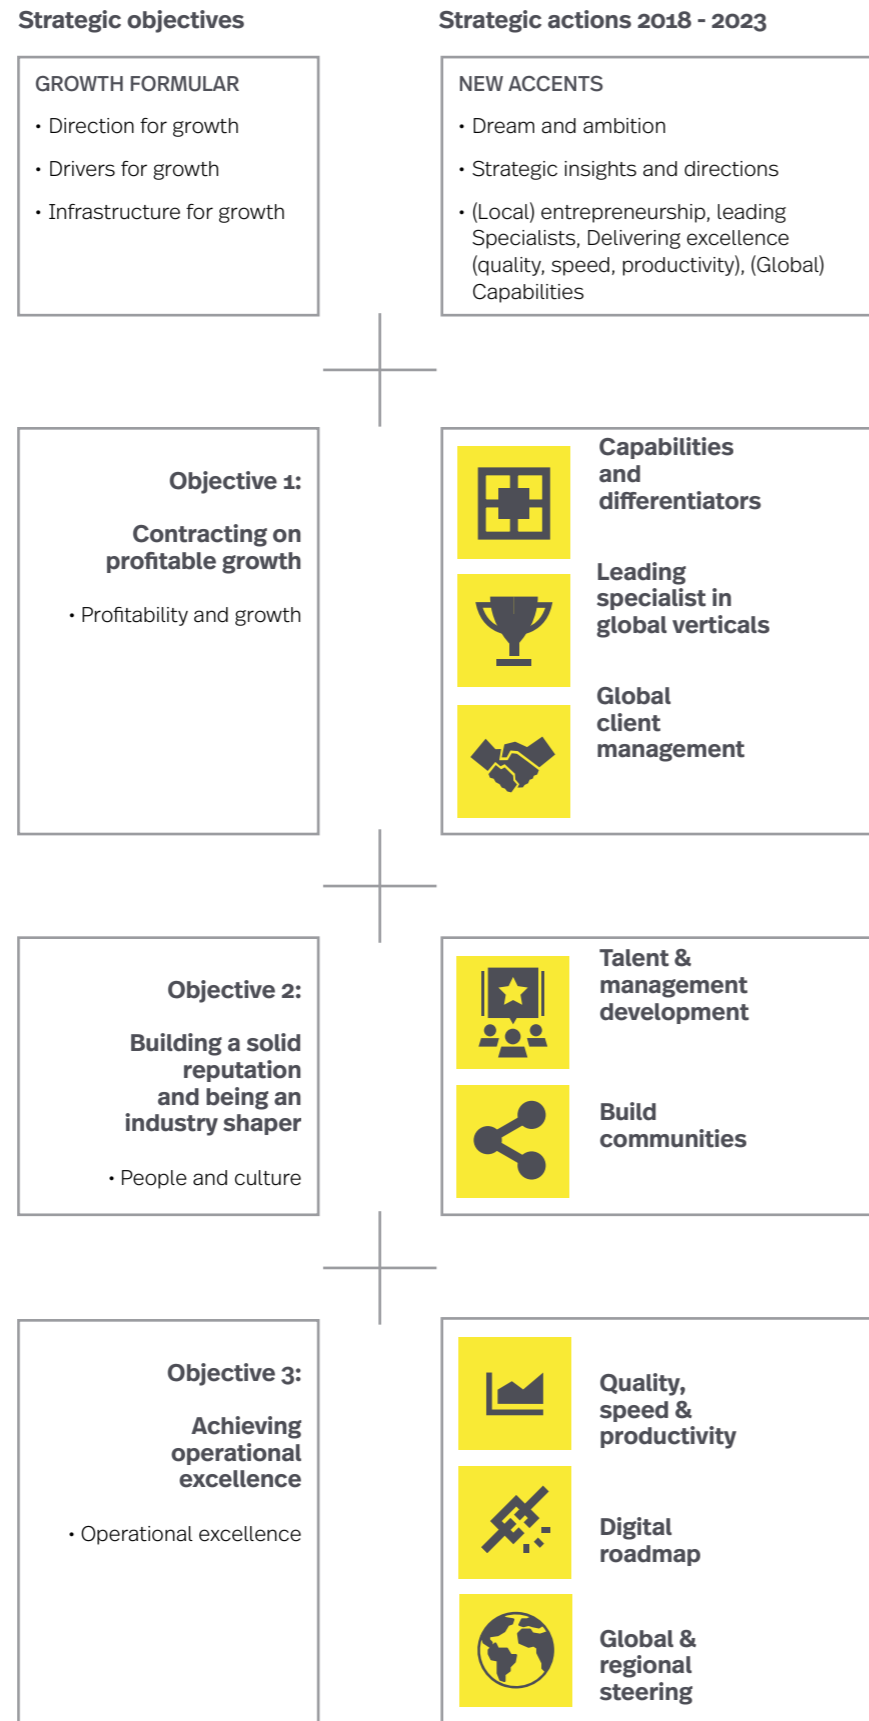 Strategic objectives
Strategic actions 2018 - 2023
GROWTH FORMULAR
• Direction for growth
• Drivers for growth
• Infrastructure for growth
NEW ACCENTS
• Dream and ambition
• Strategic insights and directions
• (Local) entrepreneurship, leading
Specialists, Delivering excellence
(quality, speed, productivity), (Global)
Capabilities
Objective 1:
Contracting on
profitable growth
• Profitability and growth
Capabilities
and
differentiators
Leading
specialist in
global verticals
Global
client
management
Objective 2:
Building a solid
reputation
and being an
industry shaper
• People and culture
Talent &
management
development
Build
communities
Objective 3:
Achieving
operational
excellence
• Operational excellence
Quality,
speed &
productivity
Digital
roadmap
Global &
regional
steering